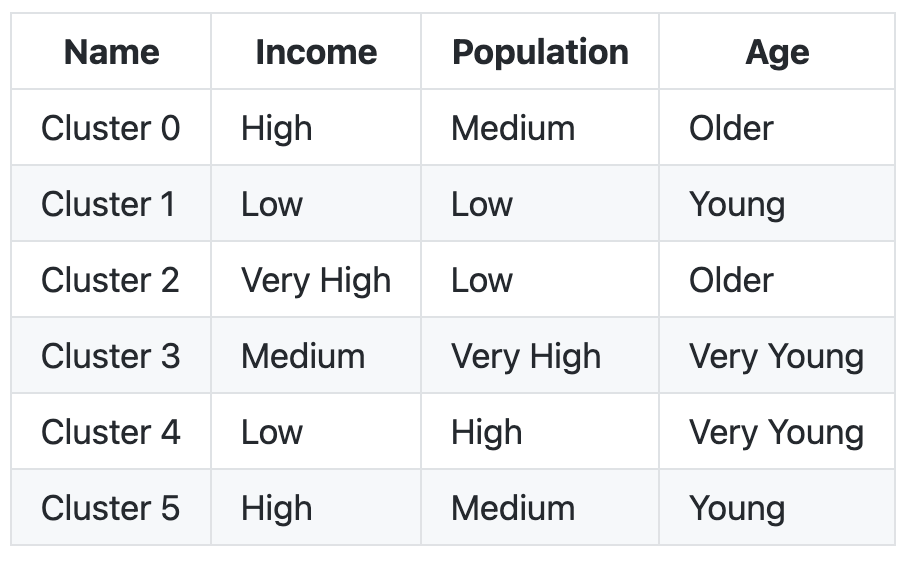 Name Income Population Age
Cluster 0 High Medium Older
Cluster 1 Low Low Young
Cluster 2 Very High Low Older
Cluster 3 Medium Very High Very Young
Cluster 4 Low High Very Young
Cluster 5 High Medium Young